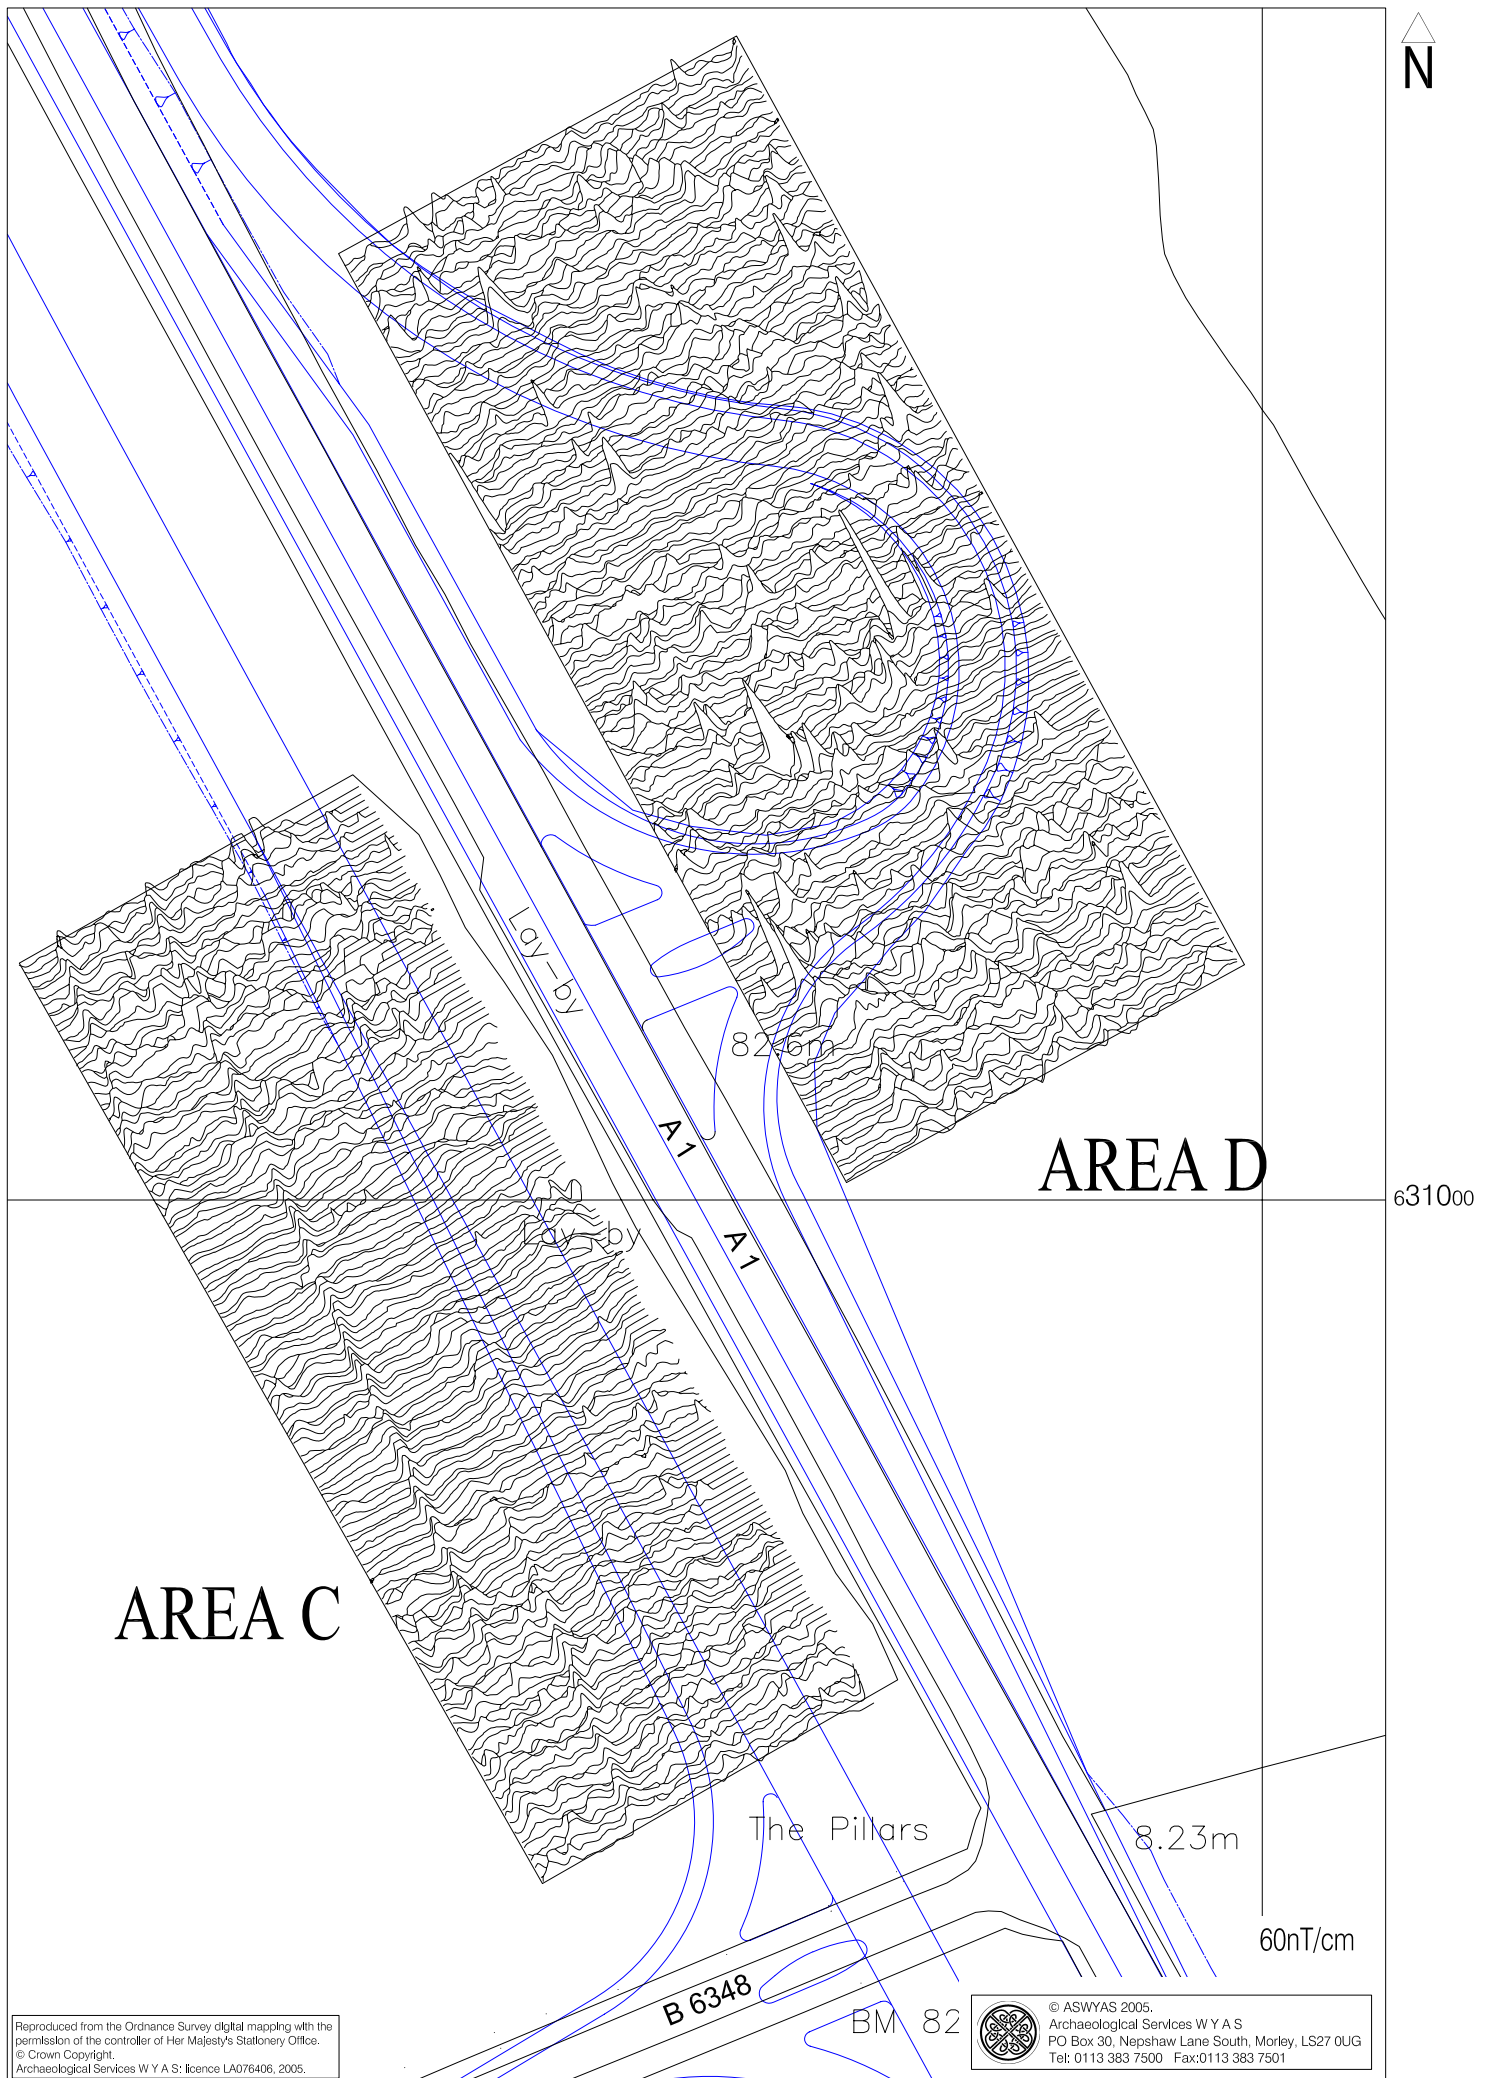 N
Lay-by
82.6m
A 1
AREA D
63100
Lay-by
A 1
AREA C
The Pillars
8.23m
60nT/cm
B 6348
BM 82
Reproduced from the Ordnance Survey digital mapping with the
permission of the controller of Her Majesty's Stationery Office.
© Crown Copyright.
Archaeological Services W Y A S: licence LA076406, 2005.
© ASWYAS 2005.
Archaeological Services W Y A S
PO Box 30, Nepshaw Lane South, Morley, LS27 0UG
Tel: 0113 383 7500 Fax:0113 383 7501